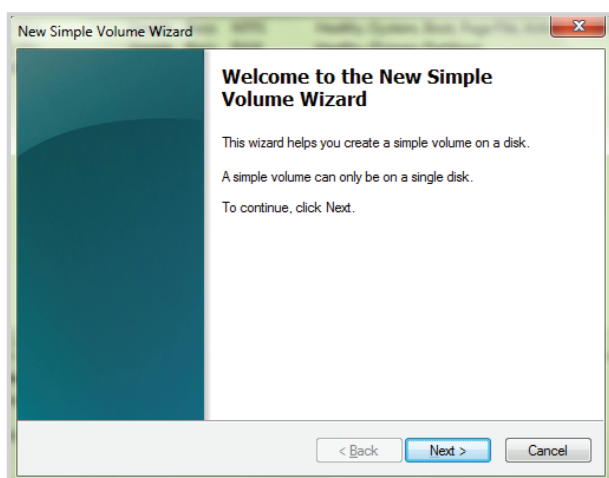 New Simple Volume Wizard
Welcome to the New Simple
Volume Wizard
This wizard helps you create a simple volume on a disk.
A simple volume can only be on a single disk.
To continue, click Next.
< Back
Next >
Cancel